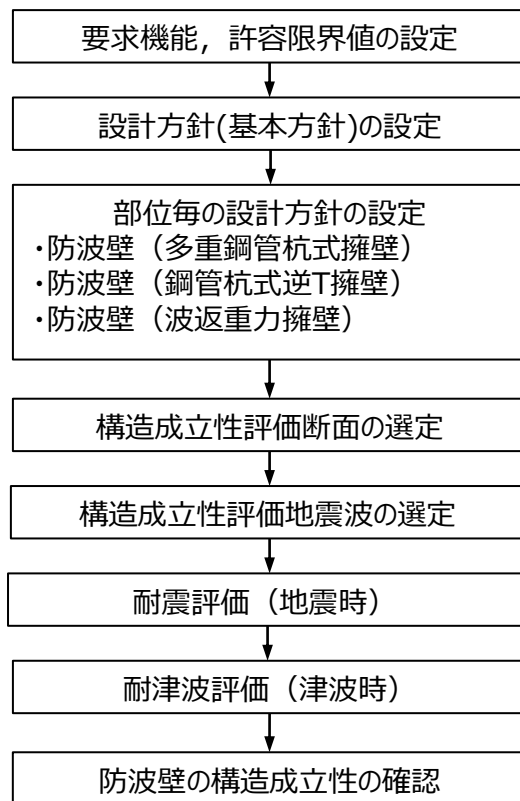 要求機能，許容限界値の設定
設計方針(基本方針)の設定
部位毎の設計方針の設定
・防波壁（多重鋼管杭式擁壁）
・防波壁（鋼管杭式逆T擁壁）
・防波壁（波返重力擁壁）
構造成立性評価断面の選定
構造成立性評価地震波の選定
耐震評価（地震時）
耐津波評価（津波時）
防波壁の構造成立性の確認